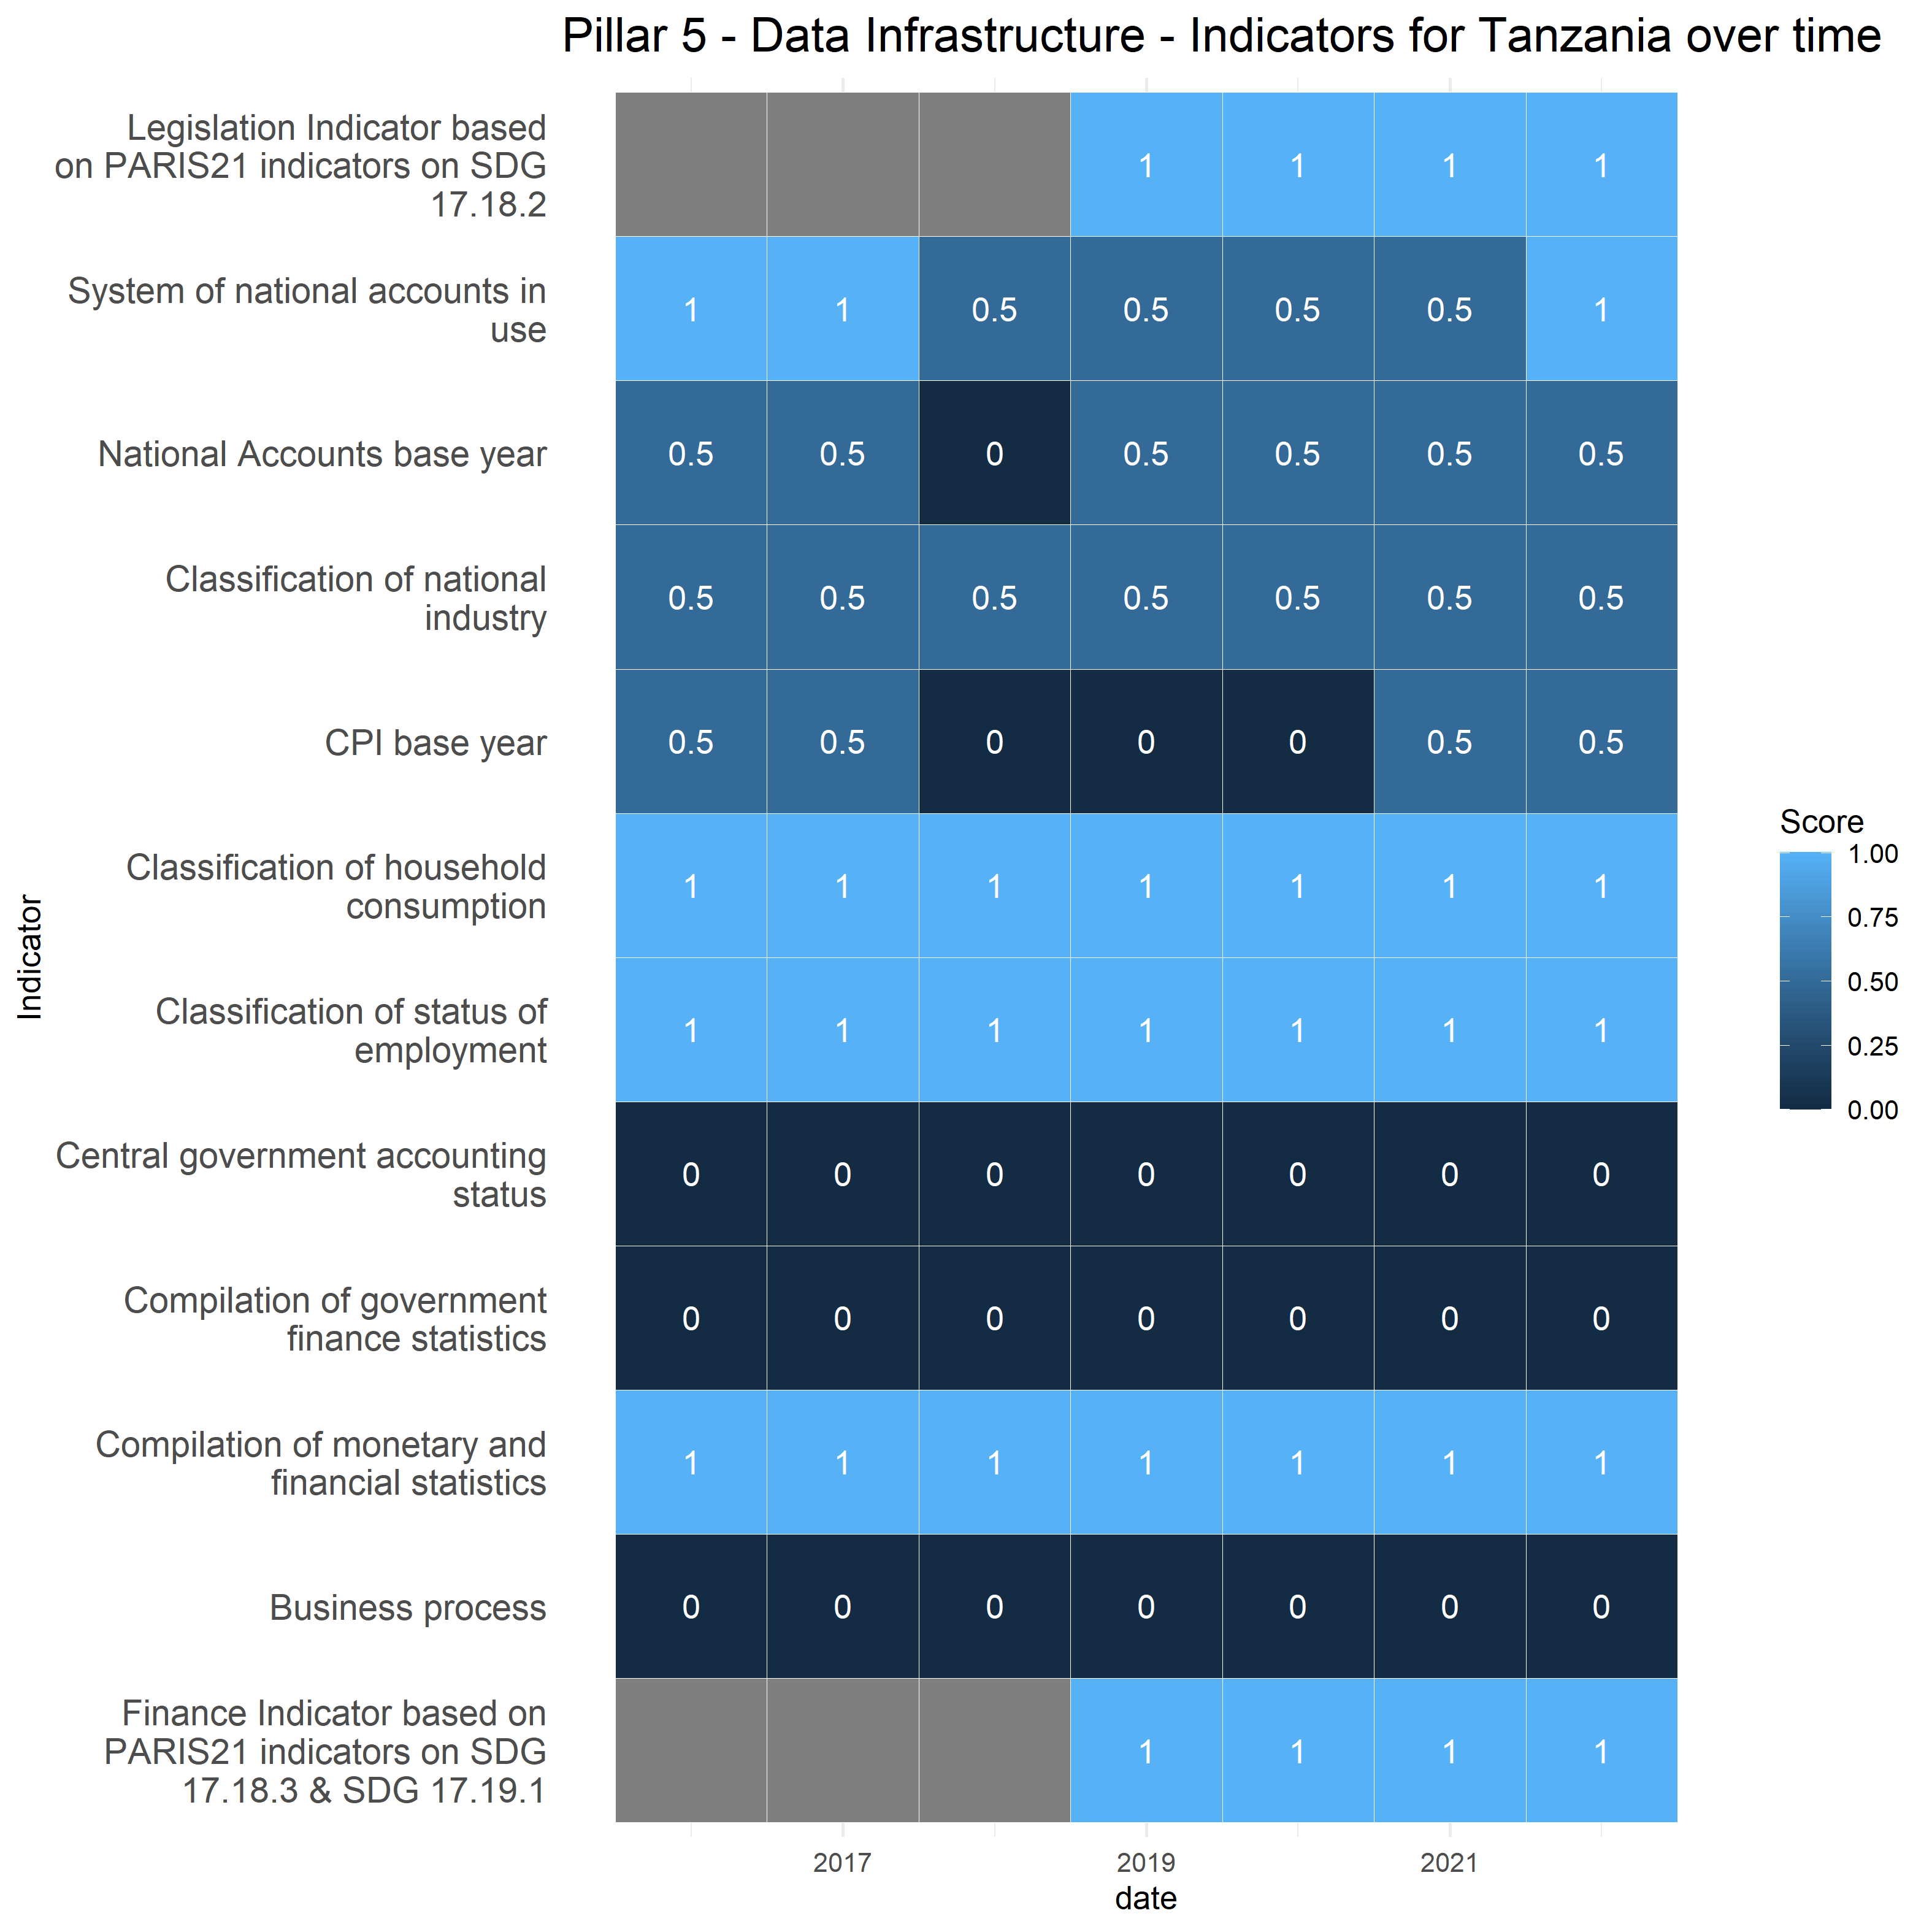 Pillar 5 - Data Infrastructure - Indicators for Tanzania over time
Legislation Indicator based
on PARIS21 indicators on SDG
17.18.2
1 1 1 1
System of national accounts in
use
1 1 0.5 0.5 0.5 0.5 1
National Accounts base year
0.5 0.5 0 0.5 0.5 0.5 0.5
Classification of national
industry
0.5 0.5 0.5 0.5 0.5 0.5 0.5
CPI base year
0.5 0.5 0 0 0 0.5 0.5
Classification of household
consumption
1 1 1 1 1 1 1
Classification of status of
employment
1 1 1 1 1 1 1
Central government accounting
status
0 0 0 0 0 0 0
Compilation of government
finance statistics
0 0 0 0 0 0 0
Compilation of monetary and
financial statistics
1 1 1 1 1 1 1
Business process
0 0 0 0 0 0 0
Finance Indicator based on
PARIS21 indicators on SDG
17.18.3 & SDG 17.19.1
1 1 1 1
2017 2019 2021
date
Indicator
Score
1.00
0.75
0.50
0.25
0.00